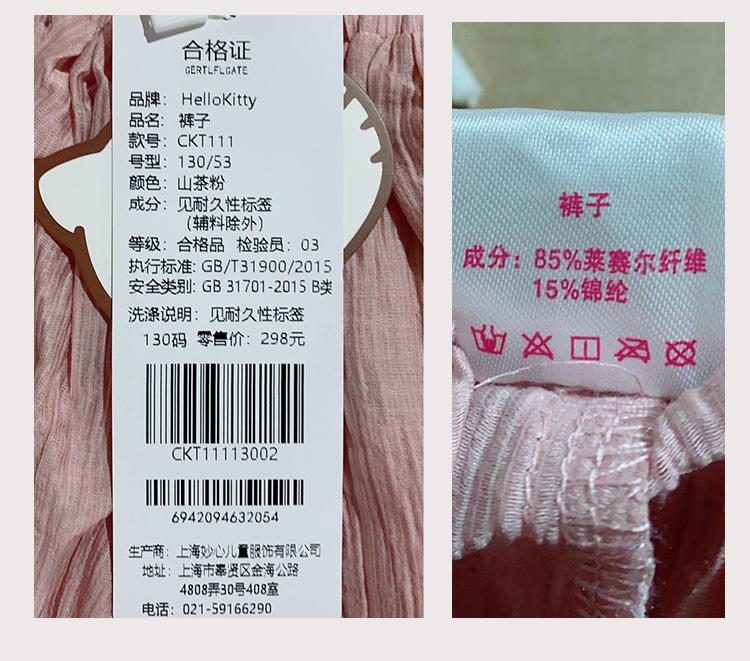 合格证
GERTLFLGATE
品牌: HelloKitty
品名: 裤子
款号: CKT111
号型: 130/53
颜色: 山茶粉
成分: 见耐久性标签
(辅料除外)
等级: 合格品 检验员: 03
执行标准: GB/T31900/2015
安全类别: GB 31701-2015 B类
洗涤说明: 见耐久性标签
130码 零售价: 298元
CKT11113002
6942094632054
生产商: 上海妙心儿童服饰有限公司
地址: 上海市奉贤区金海公路
4808弄30号408室
电话: 021-59166290
裤子
成分: 85%莱赛尔纤维
15%锦纶